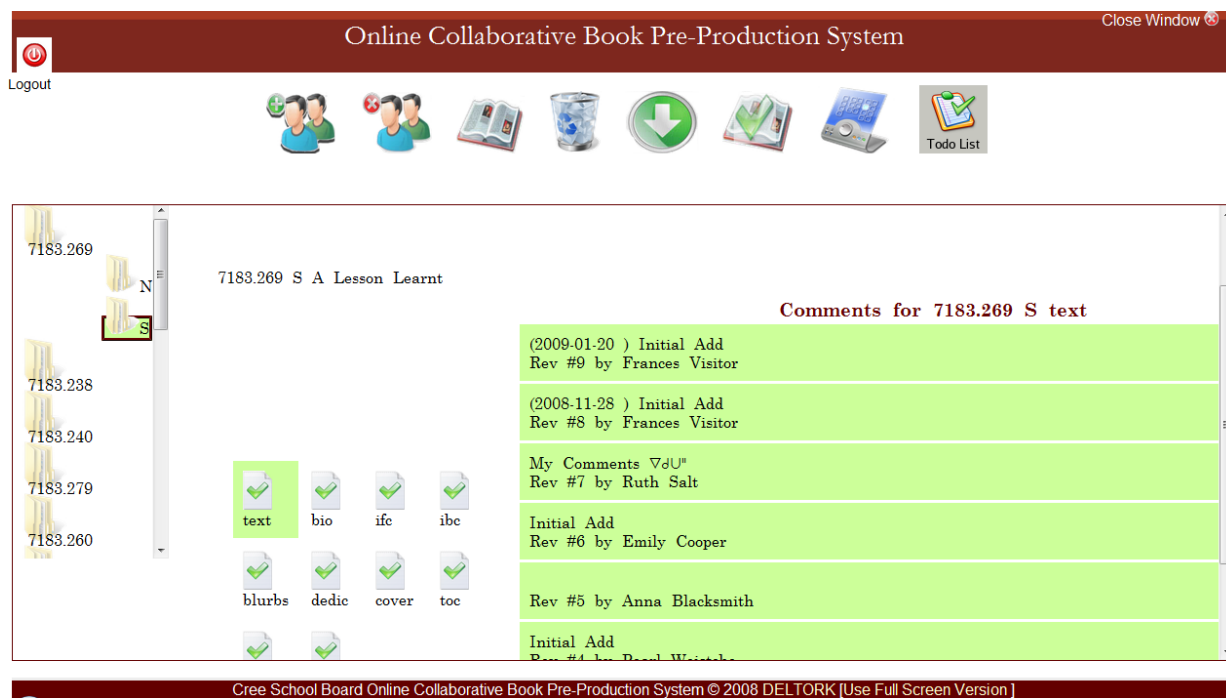 Close Window
Online Collaborative Book Pre-Production System
Logout
Todo List
7183.269
N
S
7183.238
7183.240
7183.279
7183.260
7183.269 S A Lesson Learnt
text
bio
ifc
ibc
blurbs
dedic
cover
toc
Comments for 7183.269 S text
(2009-01-20 ) Initial Add
Rev #9 by Frances Visitor
(2008-11-28 ) Initial Add
Rev #8 by Frances Visitor
My Comments ᐁᑯᑌᐦ
Rev #7 by Ruth Salt
Initial Add
Rev #6 by Emily Cooper
Rev #5 by Anna Blacksmith
Initial Add
Rev #4 by Pearl
Cree School Board Online Collaborative Book Pre-Production System © 2008 DELTORK [Use Full Screen Version ]